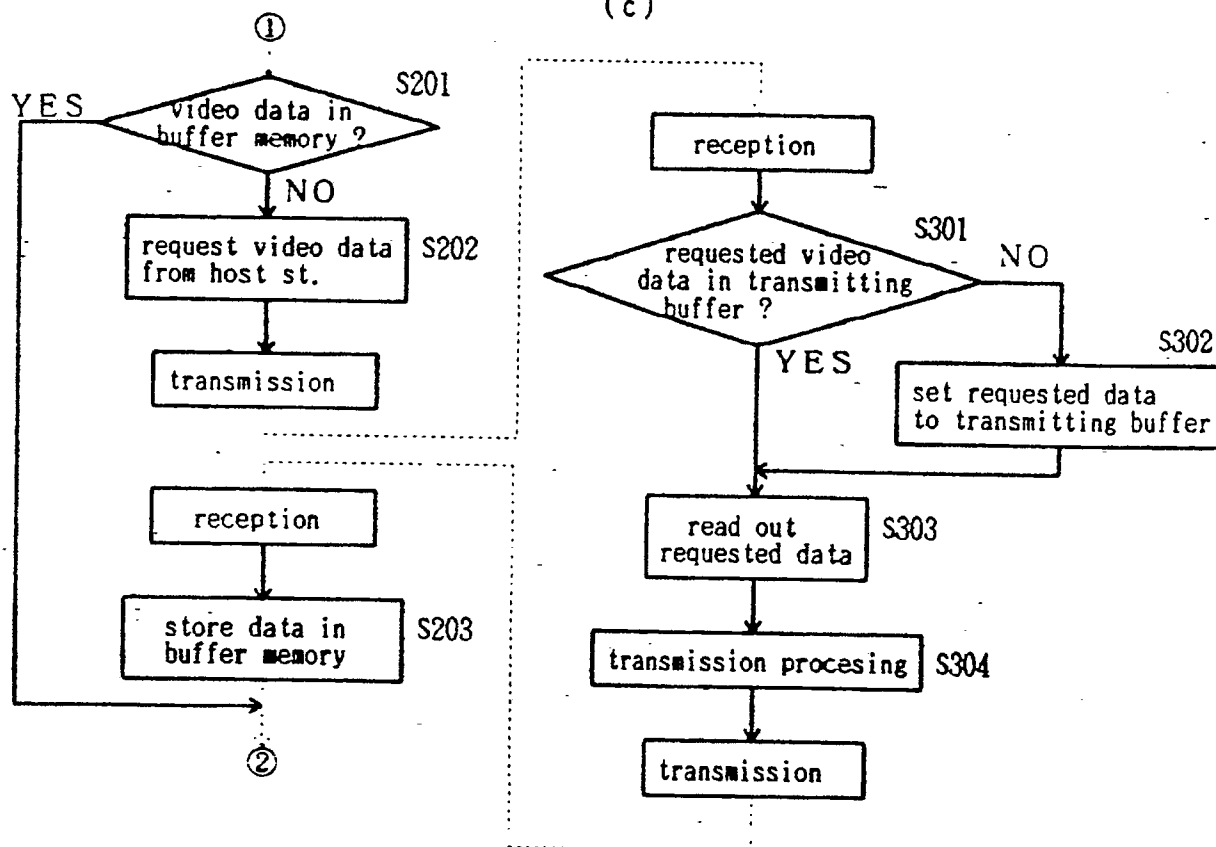 (c)
①
S201
YES
video data in
buffer memory ?
NO
request video data
from host st.
S202
transmission
reception
store data in
buffer memory
S203
②
reception
S301
requested video
data in transmitting
buffer ?
NO
YES
S302
set requested data
to transmitting buffer
read out
requested data
S303
transmission procesing
S304
transmission